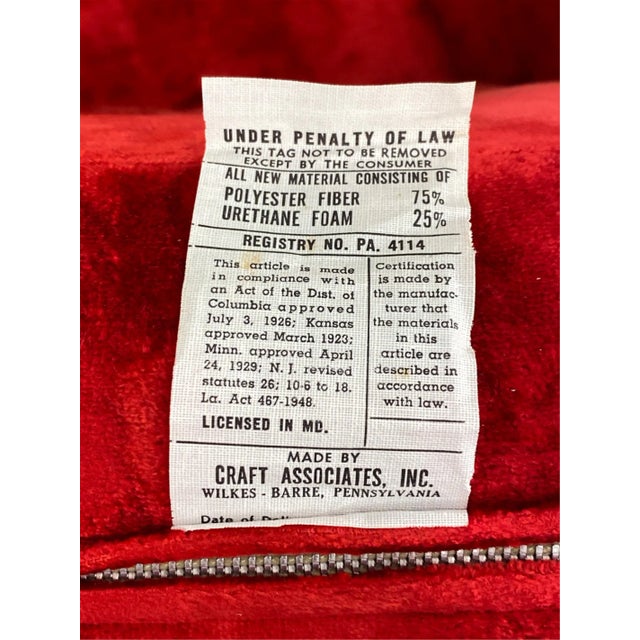 UNDER PENALTY OF LAW
THIS TAG NOT TO BE REMOVED
EXCEPT BY THE CONSUMER
ALL NEW MATERIAL CONSISTING OF
POLYESTER FIBER 75%
URETHANE FOAM 25%
REGISTRY NO. PA. 4114
This article is made
in compliance with
an Act of the Dist. of
Columbia approved
July 3, 1926; Kansas
approved March 1923;
Minn. approved April
24, 1929; N. J. revised
statutes 26; 10-6 to 18.
La. Act 467-1948.
LICENSED IN MD.
Certification
is made by
the manufac-
turer that
the materials
in this
article are
described in
accordance
with law.
MADE BY
CRAFT ASSOCIATES, INC.
WILKES - BARRE, PENNSYLVANIA
Date of